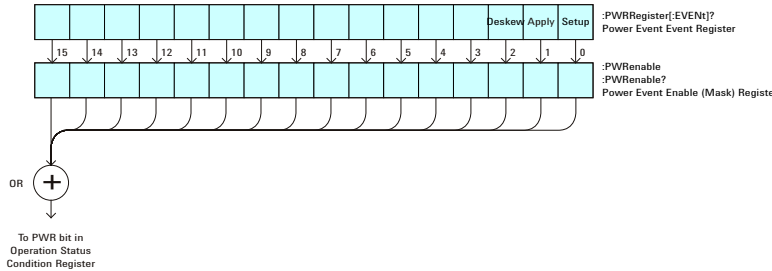 Deskew Apply Setup
:PWRRegister[:EVENt]?
Power Event Event Register
15 14 13 12 11 10 9 8 7 6 5 4 3 2 1 0
:PWRenable
:PWRenable?
Power Event Enable (Mask) Registe
OR
+
To PWR bit in
Operation Status
Condition Register